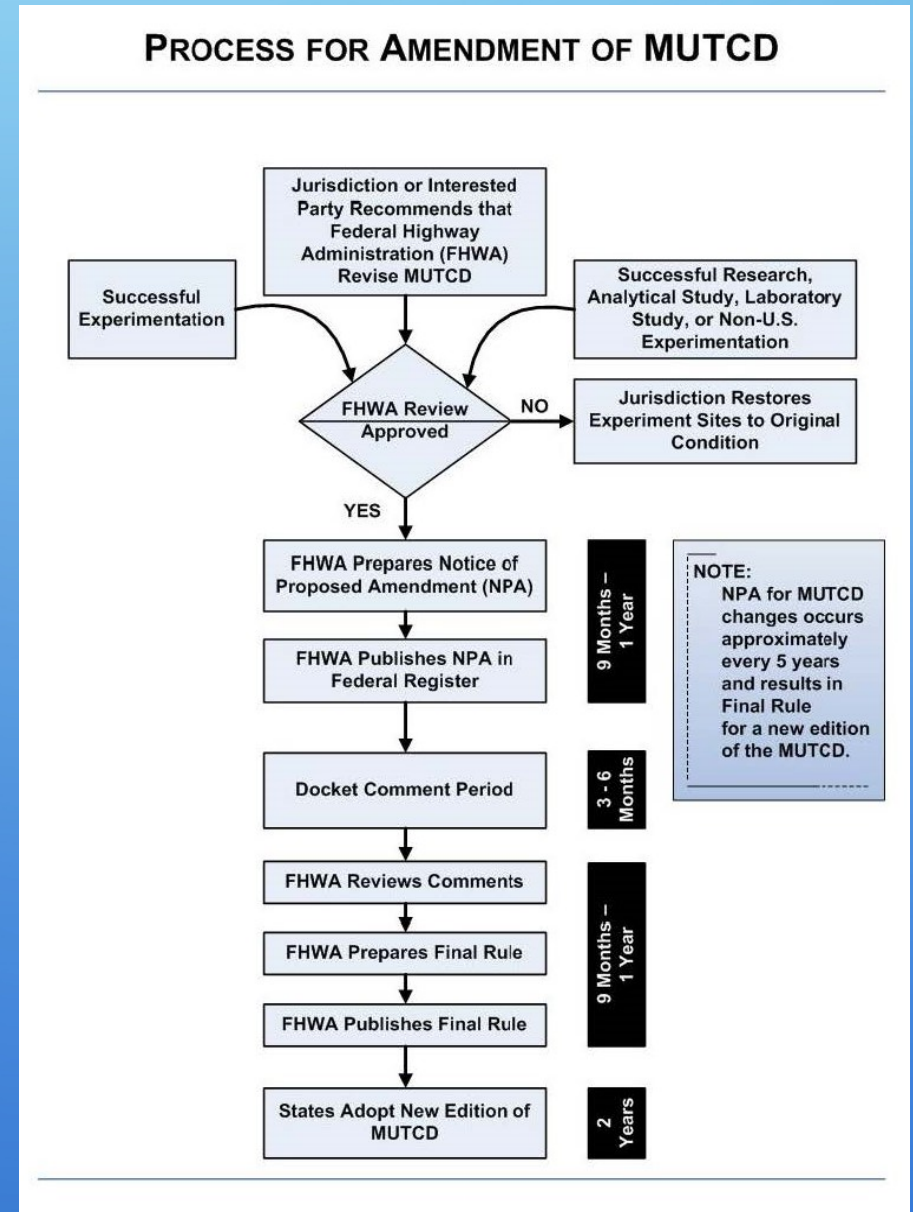 PROCESS FOR AMENDMENT OF MUTCD
Jurisdiction or Interested
Party Recommends that
Federal Highway
Administration (FHWA)
Revise MUTCD
Successful
Experimentation
Successful Research,
Analytical Study, Laboratory
Study, or Non-U.S.
Experimentation
FHWA Review
Approved
NO
Jurisdiction Restores
Experiment Sites to Original
Condition
YES
FHWA Prepares Notice of
Proposed Amendment (NPA)
FHWA Publishes NPA in
Federal Register
9 Months –
1 Year
NOTE:
NPA for MUTCD
changes occurs
approximately
every 5 years
and results in
Final Rule
for a new edition
of the MUTCD.
Docket Comment Period
3 - 6
Months
FHWA Reviews Comments
FHWA Prepares Final Rule
FHWA Publishes Final Rule
9 Months –
1 Year
States Adopt New Edition of
MUTCD
2
Years